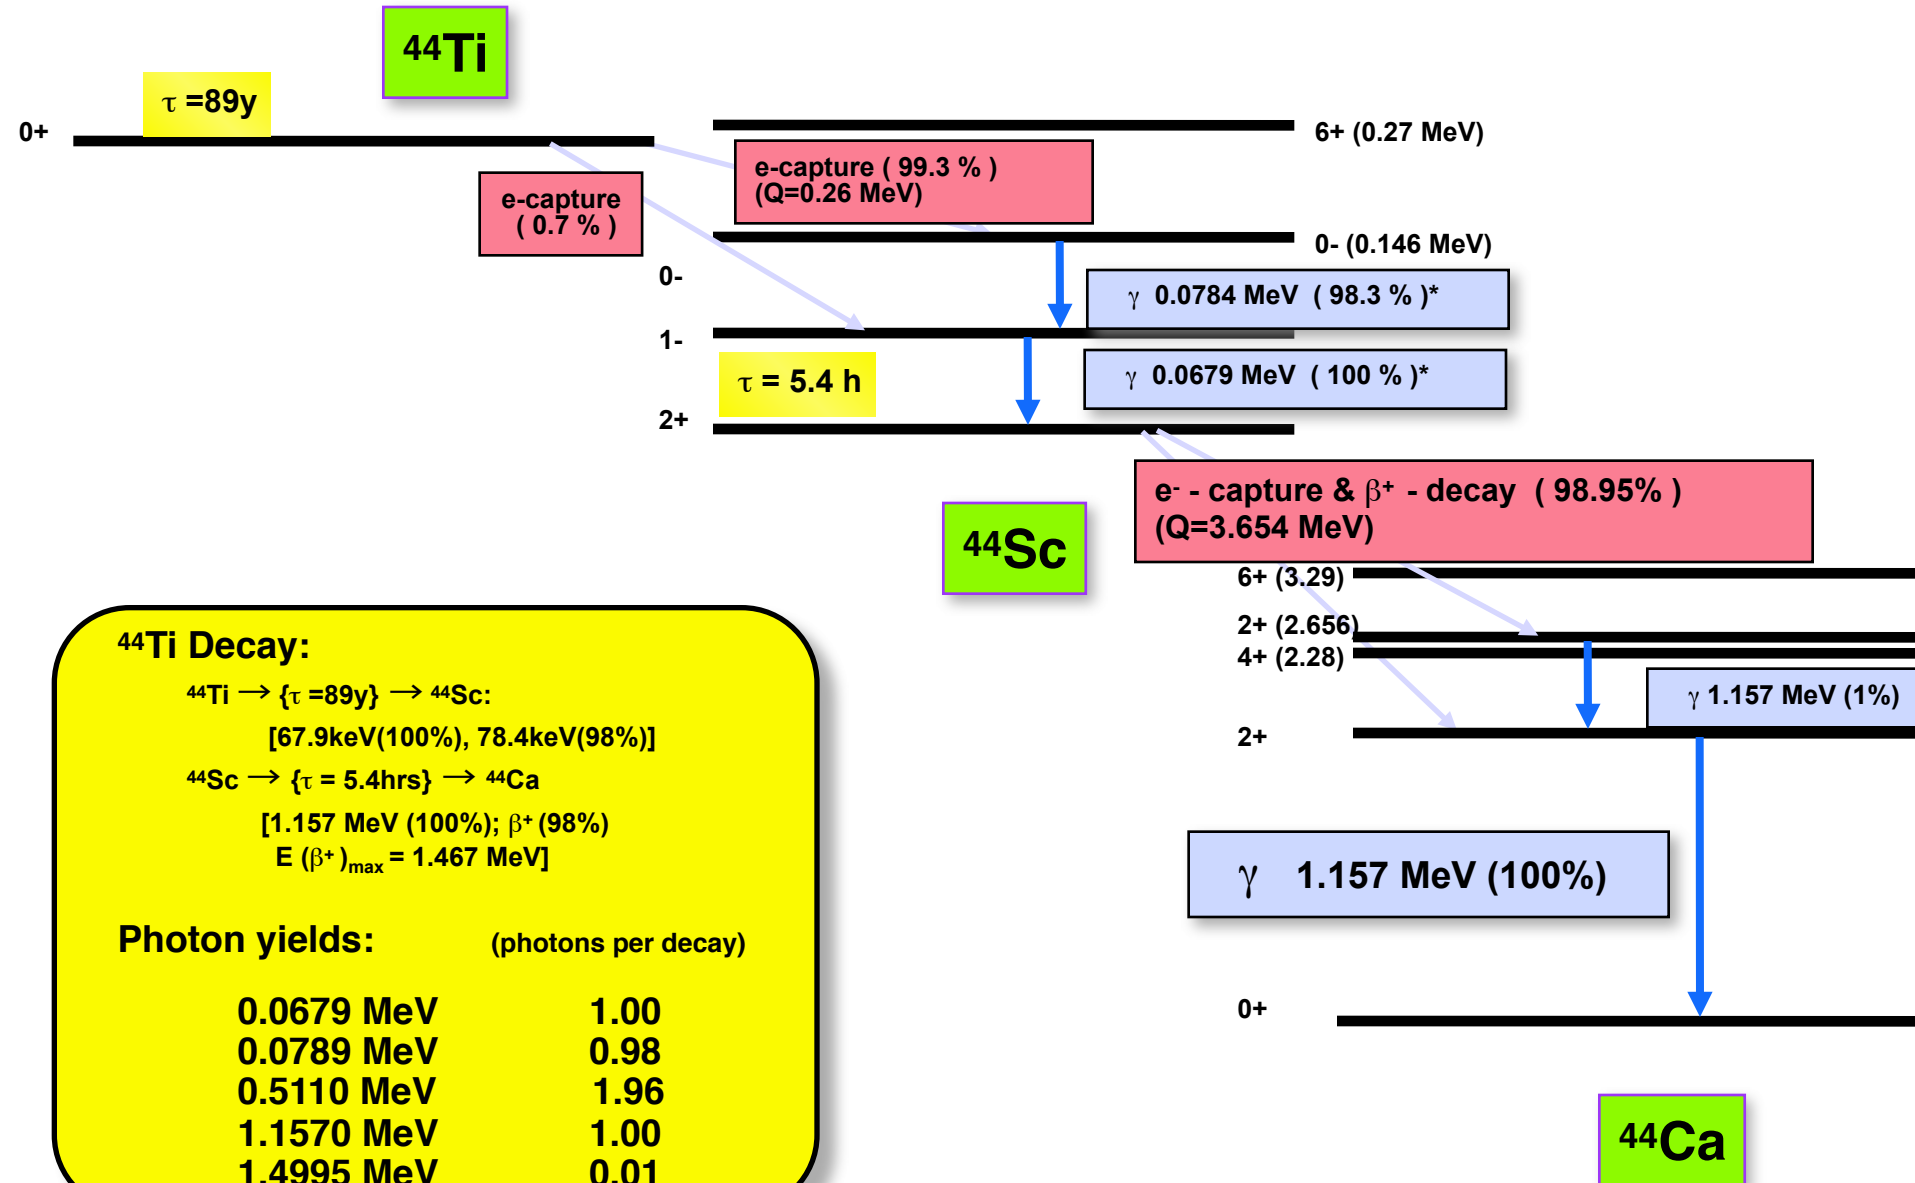 44Ti
τ =89y
0+
6+ (0.27 MeV)
e-capture ( 99.3 % )
(Q=0.26 MeV)
e-capture
( 0.7 % )
0- (0.146 MeV)
0-
γ 0.0784 MeV ( 98.3 % )*
1-
γ 0.0679 MeV ( 100 % )*
τ = 5.4 h
2+
e- - capture & β+ - decay ( 98.95% )
(Q=3.654 MeV)
44Sc
6+ (3.29)
2+ (2.656)
4+ (2.28)
γ 1.157 MeV (1%)
2+
γ 1.157 MeV (100%)
0+
44Ca
44Ti Decay:
44Ti → {τ =89y} → 44Sc:
[67.9keV(100%), 78.4keV(98%)]
44Sc → {τ = 5.4hrs} → 44Ca
[1.157 MeV (100%); β+ (98%)
E (β+ )max = 1.467 MeV]
Photon yields: (photons per decay)
0.0679 MeV 1.00
0.0789 MeV 0.98
0.5110 MeV 1.96
1.1570 MeV 1.00
1.4995 MeV 0.01